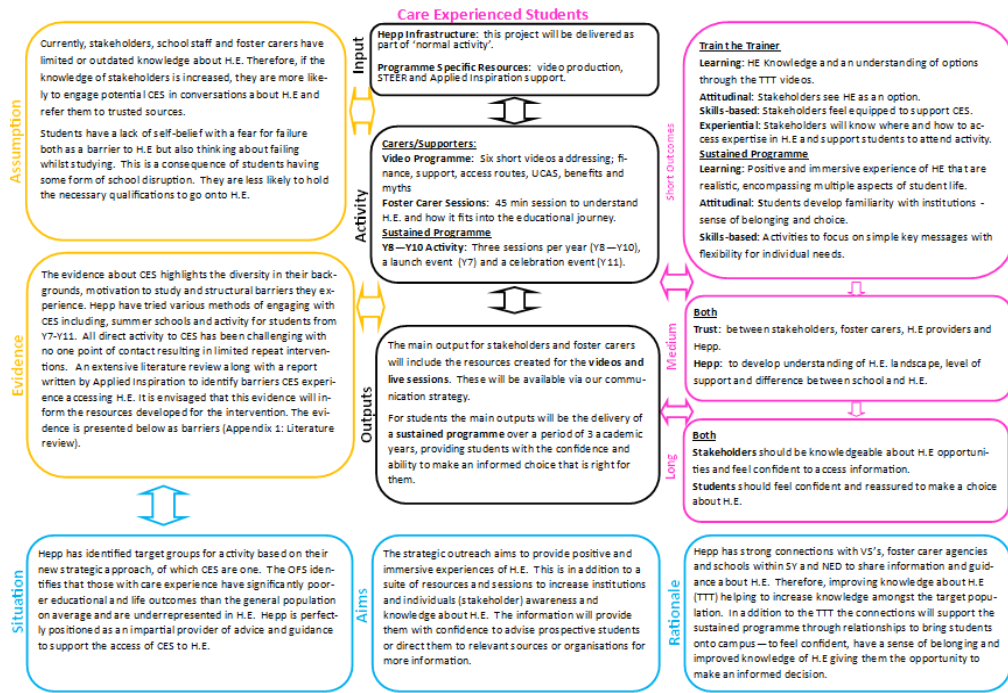 Care Experienced Students
Assumption
Currently, stakeholders, school staff and foster carers have
limited or outdated knowledge about H.E. Therefore, if the
knowledge of stakeholders is increased, they are more like-
ly to engage potential CES in conversations about H.E and
refer them to trusted sources.
Students have a lack of self-belief with a fear for failure
both as a barrier to HE but also thinking about failing
whilst studying. This is a consequence of students having
some form of school disruption. They are less likely to hold
the necessary qualifications to go onto H.E.
Input
Hepp Infrastructure: this project will be delivered as
part of ‘normal activity’.
Programme Specific Resources: video production,
STEER and Applied Inspiration support.
Activity
Carers/Supporters:
Video Programme: Six short videos addressing; fi-
nance, support, access routes, UCAS, benefits and
myths
Foster Carer Sessions: 45 min session to understand
H.E. and how it fits into the educational journey.
Sustained Programme
Y8—Y10 Activity: Three sessions per year (Y8—Y10),
a launch event (Y7) and a celebration event (Y11).
Short Outcomes
Train the Trainer
Learning: HE Knowledge and an understanding of options
through the TTT videos.
Attitudinal: Stakeholders see HE as an option.
Skills-based: Stakeholders feel equipped to support CES.
Experiential: Stakeholders will know where and how to ac-
cess expertise in H.E and support students to attend activity.
Sustained Programme
Learning: Positive and immersive experience of HE that are
realistic, encompassing multiple aspects of student life.
Attitudinal: Students develop familiarity with institutions -
sense of belonging and choice.
Skills-based: Activities to focus on simple key messages with
flexibility for individual needs.
Evidence
The evidence about CES highlights the diversity in their back-
grounds, motivation to study and structural barriers they ex-
perience. Hepp have tried various methods of engaging with
CES including, summer schools and activity for students from
Y7-Y11. All direct activity to CES has been challenging with
no one point of contact resulting in limited repeat interven-
tions. An extensive literature review along with a report
written by Applied Inspiration to identify barriers CES experi-
ence accessing H.E. It is envisaged that this evidence will in-
form the resources developed for the intervention. The evi-
dence is presented below as barriers (Appendix 1: Literature
review).
Outputs
The main output for stakeholders and foster carers
will include the resources created for the videos and
live sessions. These will be available via our commu-
nication strategy.
For students the main outputs will be the delivery of
a sustained programme over a period of 3 academic
years, providing students with the confidence and
ability to make an informed choice that is right for
them.
Medium
Both
Trust: between stakeholders, foster carers, H.E providers and
Hepp.
Hepp: to develop understanding of H.E. landscape, level of
support and difference between school and H.E.
Long
Both
Stakeholders should be knowledgeable about H.E opportuni-
ties and feel confident to access information.
Students should feel confident and reassured to make a choice
about H.E.
Situation
Hepp has identified target groups for activity based on their
new strategic approach, of which CES are one. The OFS iden-
tifies that those with care experience have significantly poor-
er educational and life outcomes than the general population
on average and are underrepresented in H.E. Hepp is perfect-
ly positioned as an impartial provider of advice and guidance
to support the access of CES to H.E.
Aims
The strategic outreach aims to provide positive and
immersive experiences of H.E. This is in addition to a
suite of resources and sessions to increase institutions
and individuals (stakeholder) awareness and
knowledge about H.E. The information will provide
them with confidence to advise prospective students
or direct them to relevant sources or organisations for
more information.
Rationale
Hepp has strong connections with VS’s, foster carer agencies
and schools within SY and NED to share information and guid-
ance about H.E. Therefore, improving knowledge about H.E
(TTT) helping to increase knowledge amongst the target popu-
lation. In addition to the TTT the connections will support the
sustained programme through relationships to bring students
onto campus—to feel confident, have a sense of belonging and
improved knowledge of H.E giving them the opportunity to
make an informed decision.